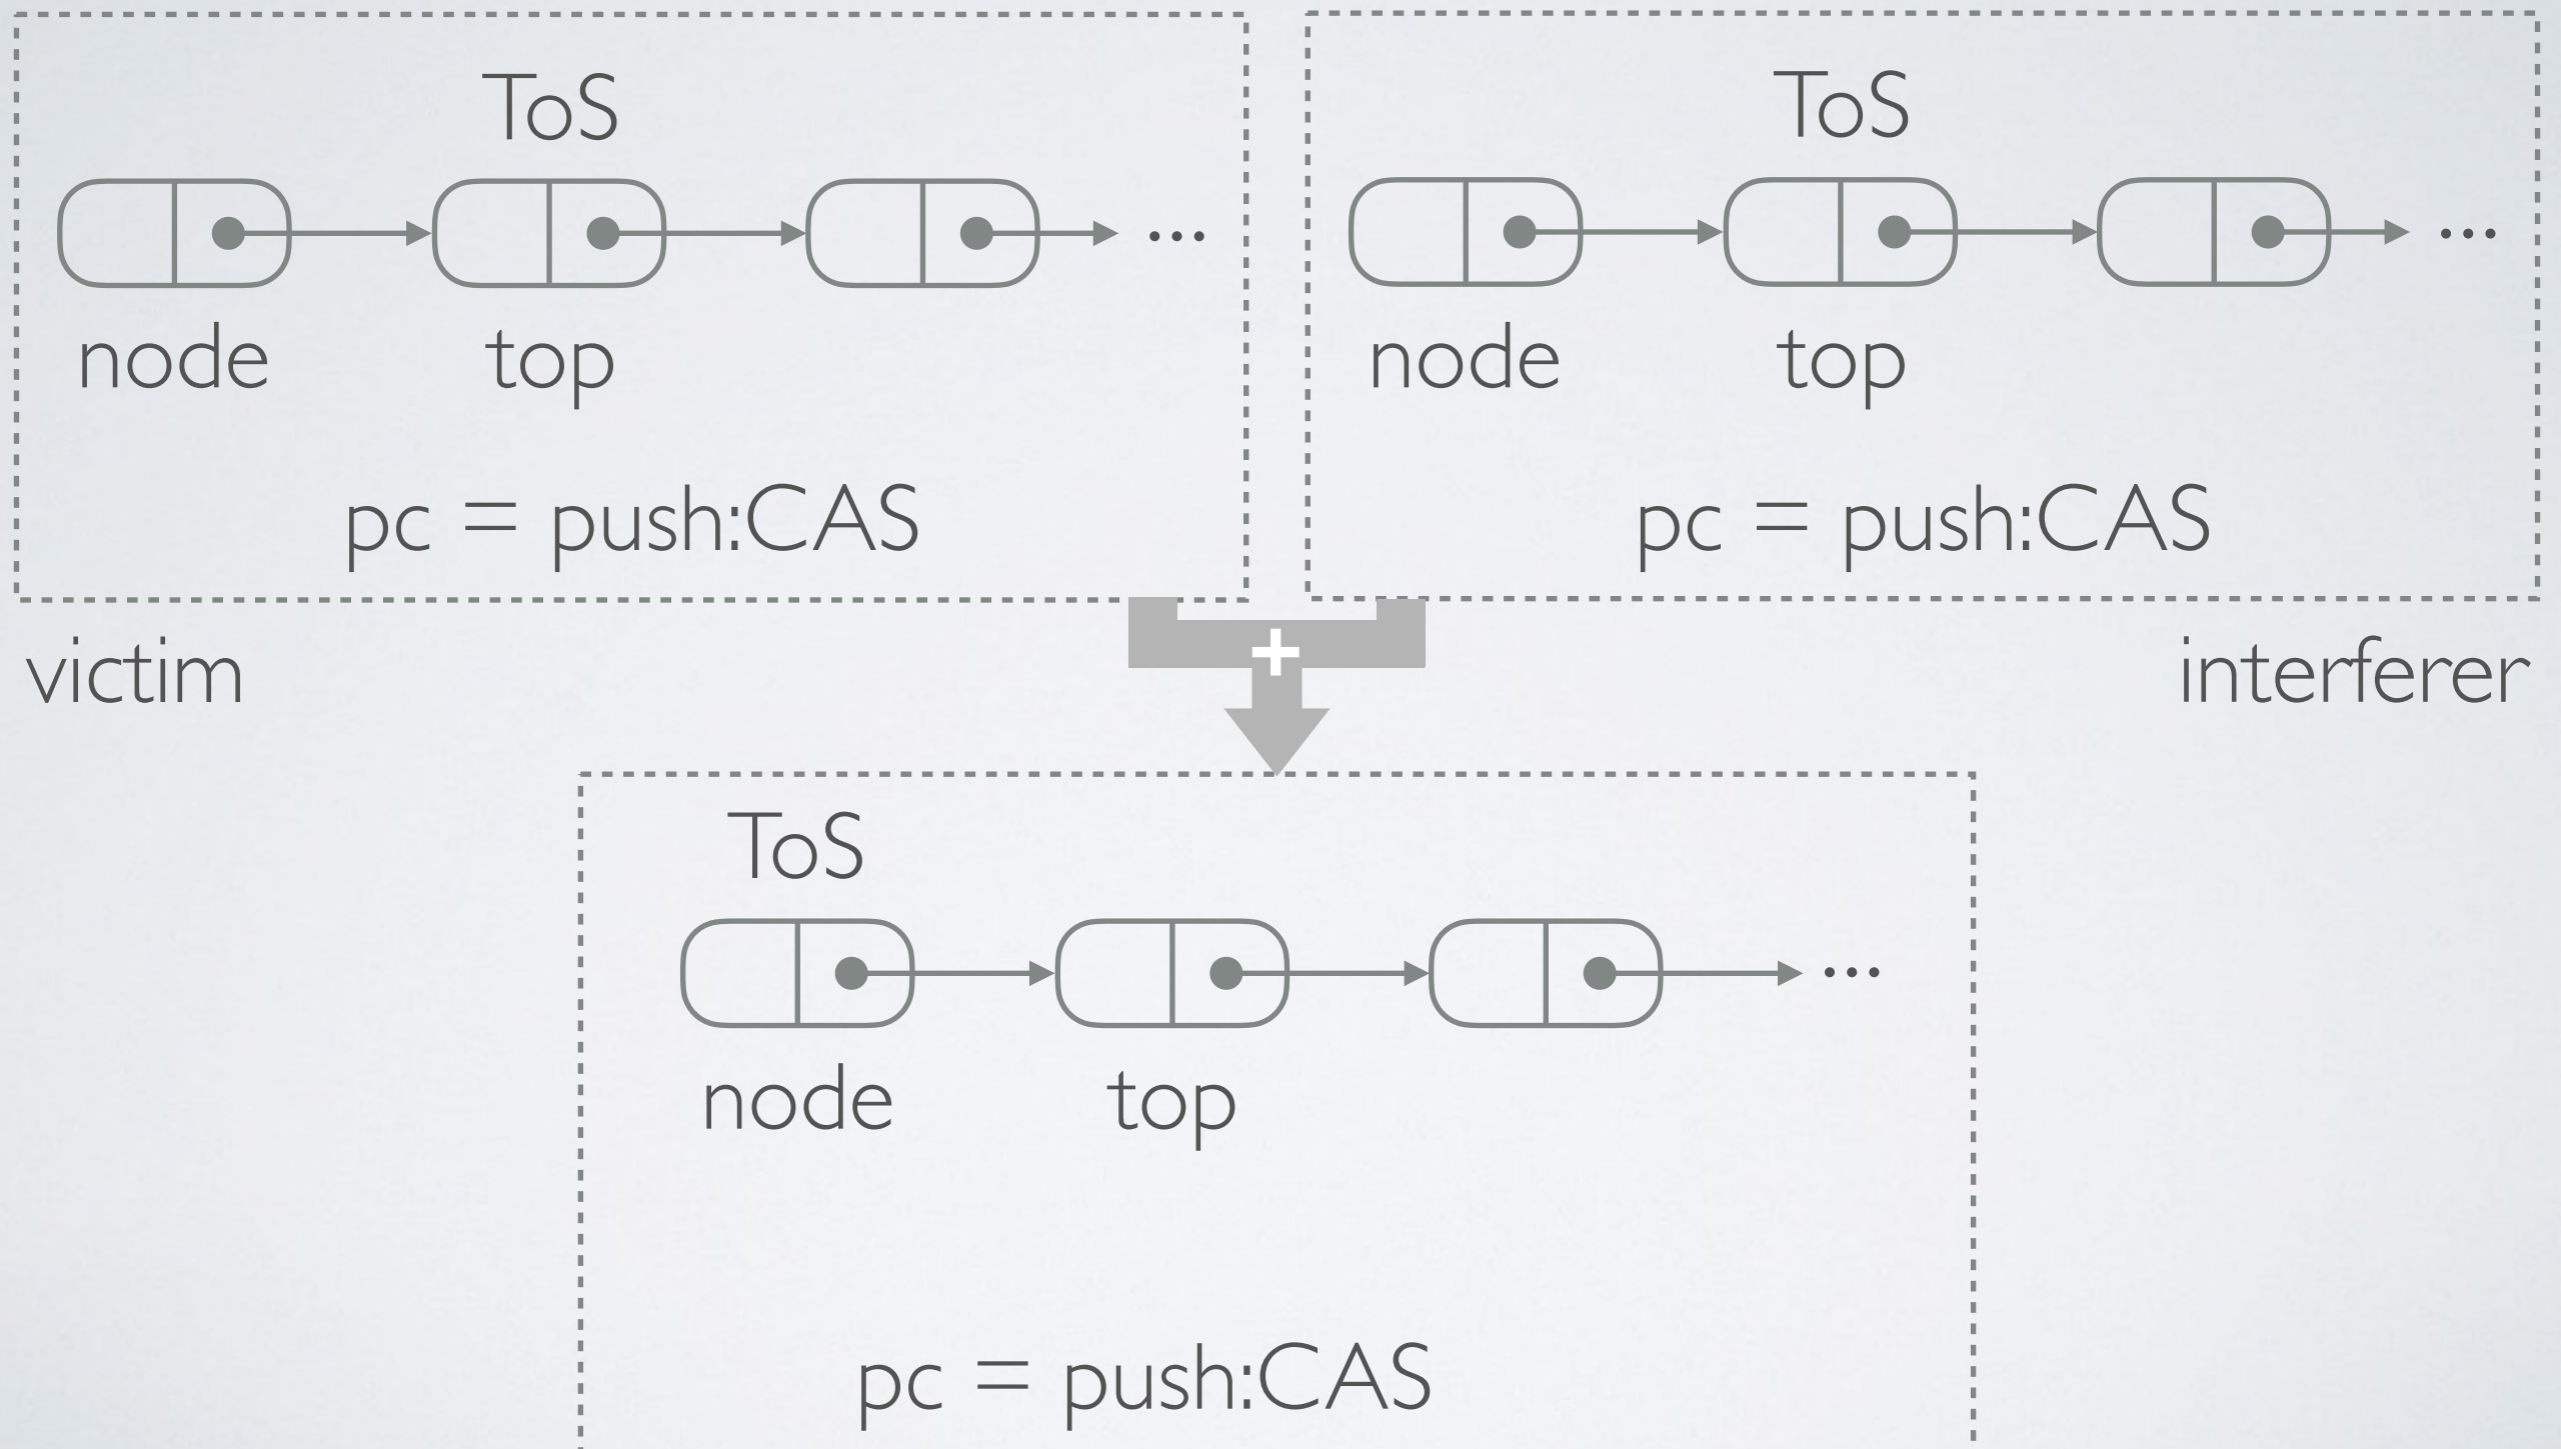 ToS
...
node top
pc = push:CAS
victim
ToS
...
node top
pc = push:CAS
interferer
+
ToS
...
node top
pc = push:CAS